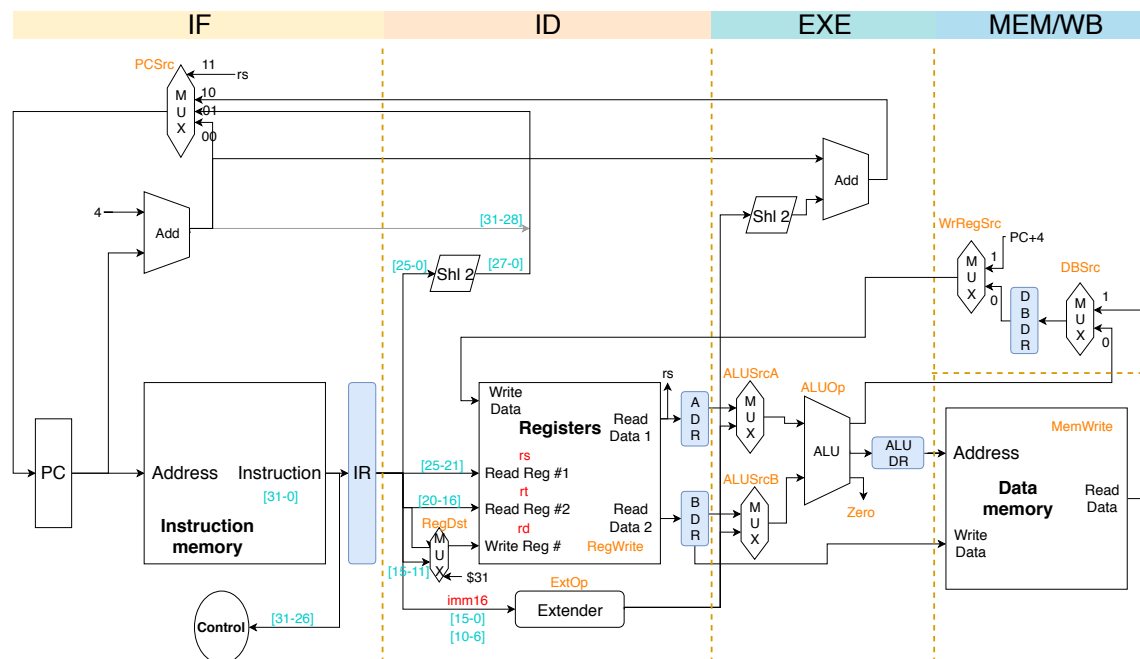 IF
ID
EXE
MEM/WB
PCSrc
11
rs
10
01
00
M
U
X
4
Add
[31-28]
[25-0]
Shl 2
[27-0]
Add
Shl 2
WrRegSrc
PC+4
1
M
U
X
0
D
B
D
R
DBSrc
M
U
X
1
0
PC
Address
Instruction
[31-0]
Instruction
memory
IR
Control
[31-26]
Write
Data
Registers
Read
Data 1
rs
rs
[25-21]
Read Reg #1
rt
[20-16]
Read Reg #2
rd
RegDst
M
U
X
Write Reg #
[15-11]
$31
Read
Data 2
RegWrite
A
D
R
B
D
R
imm16
[15-0]
[10-6]
ExtOp
Extender
ALUSrcA
M
U
X
ALUSrcB
M
U
X
ALUOp
ALU
Zero
ALU
DR
Address
MemWrite
Data
memory
Read
Data
Write
Data